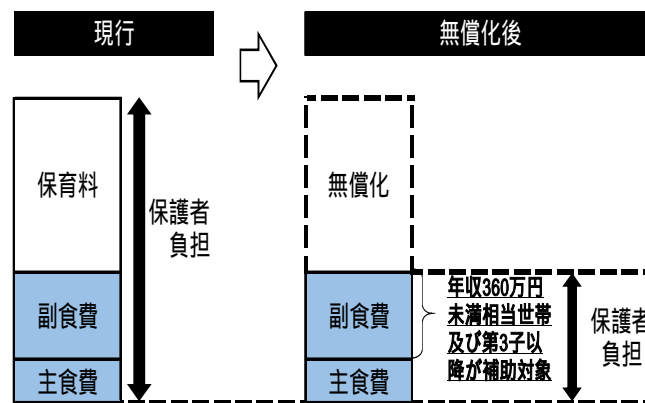 現行
無償化後
保育料
副食費
主食費
保護者
負担
無償化
副食費
主食費
年収360万円
未満相当世帯
及び第3子以
降が補助対象
保護者
負担